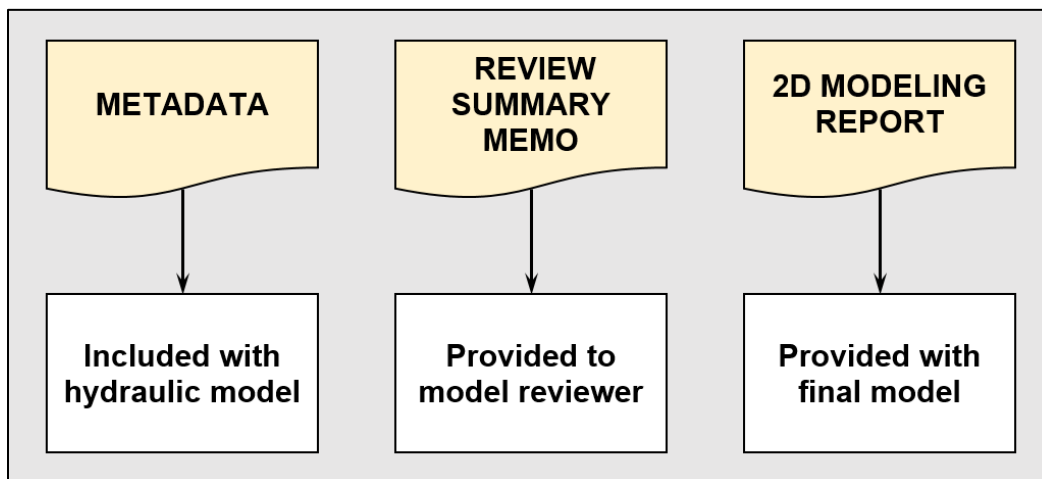 METADATA
REVIEW
SUMMARY
MEMO
2D MODELING
REPORT
Included with
hydraulic model
Provided to
model reviewer
Provided with
final model